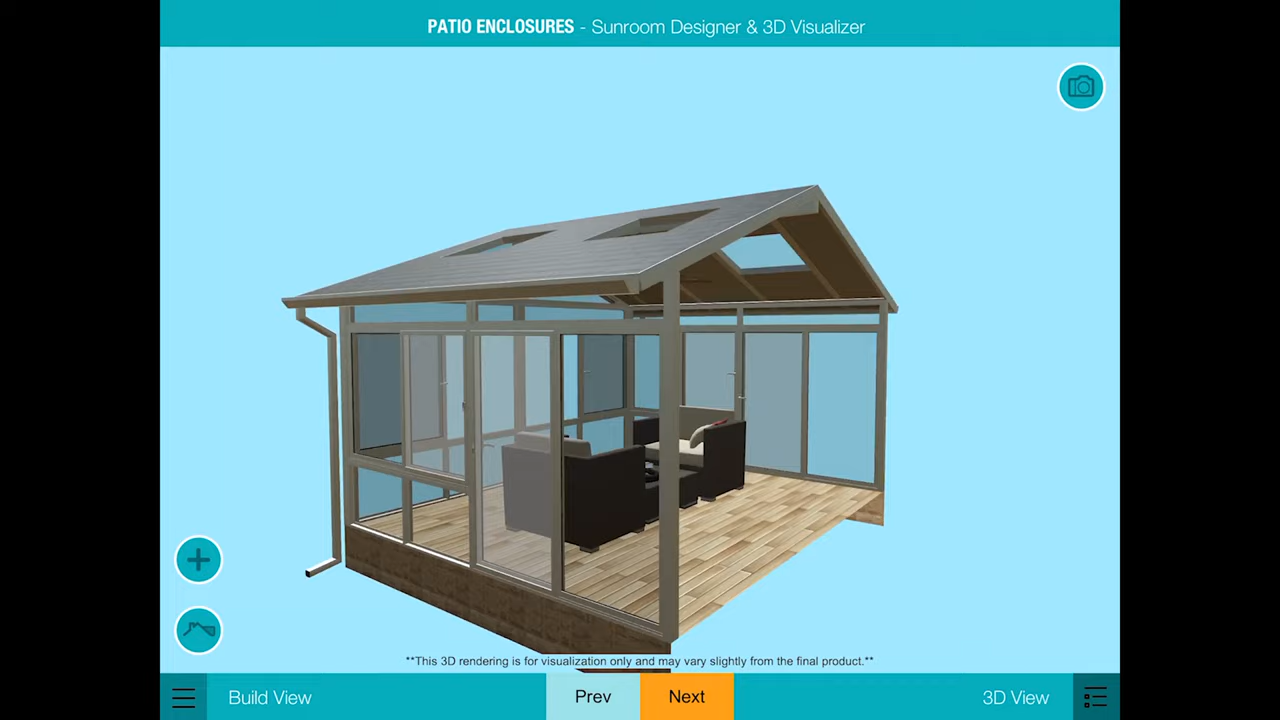 PATIO ENCLOSURES - Sunroom Designer & 3D Visualizer
**This 3D rendering is for visualization only and may vary slightly from the final product.**
Build View
Prev
Next
3D View